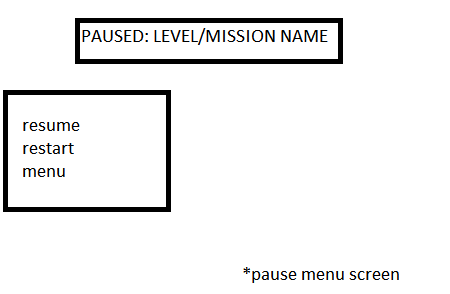 PAUSED: LEVEL/MISSION NAME
resume
restart
menu
*pause menu screen